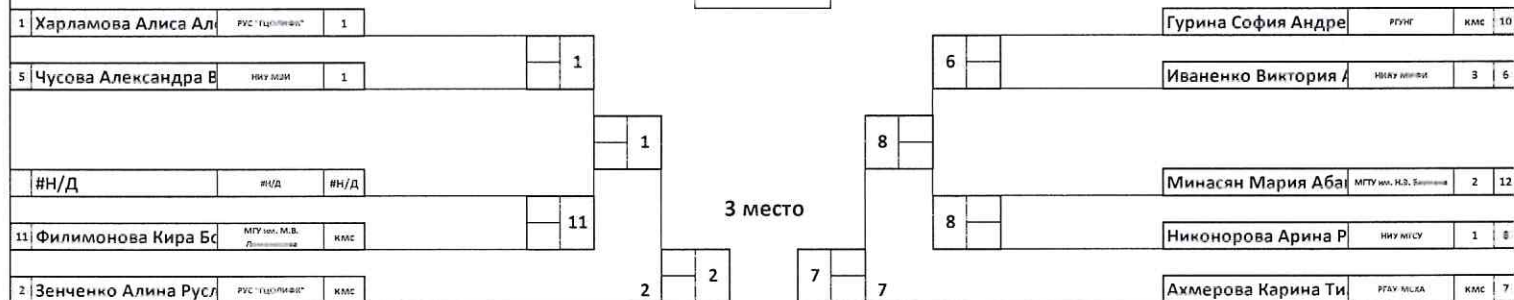 1 Харламова Алиса Ал РУС "ГЦОЛИФК" 1
5 Чусова Александра В НИУ МЭИ 1
1
1
#Н/Д #Н/Д #Н/Д
11 Филимонова Кира Бо МГУ им. М.В. кмс
11
2 Зенченко Алина Русл РУС "ГЦОЛИФК" кмс
2
2
3 место
Гурина София Андре РГУНГ кмс 10
6
Иваненко Виктория А НИЯУ МИФИ 3 6
8
Минасян Мария Аба МГТУ им. Н.Э. Баумана 2 12
8
Никонорова Арина Р НИУ МГСУ 1 8
7
7
Ахмерова Карина Ти РГАУ МСХА кмс 7